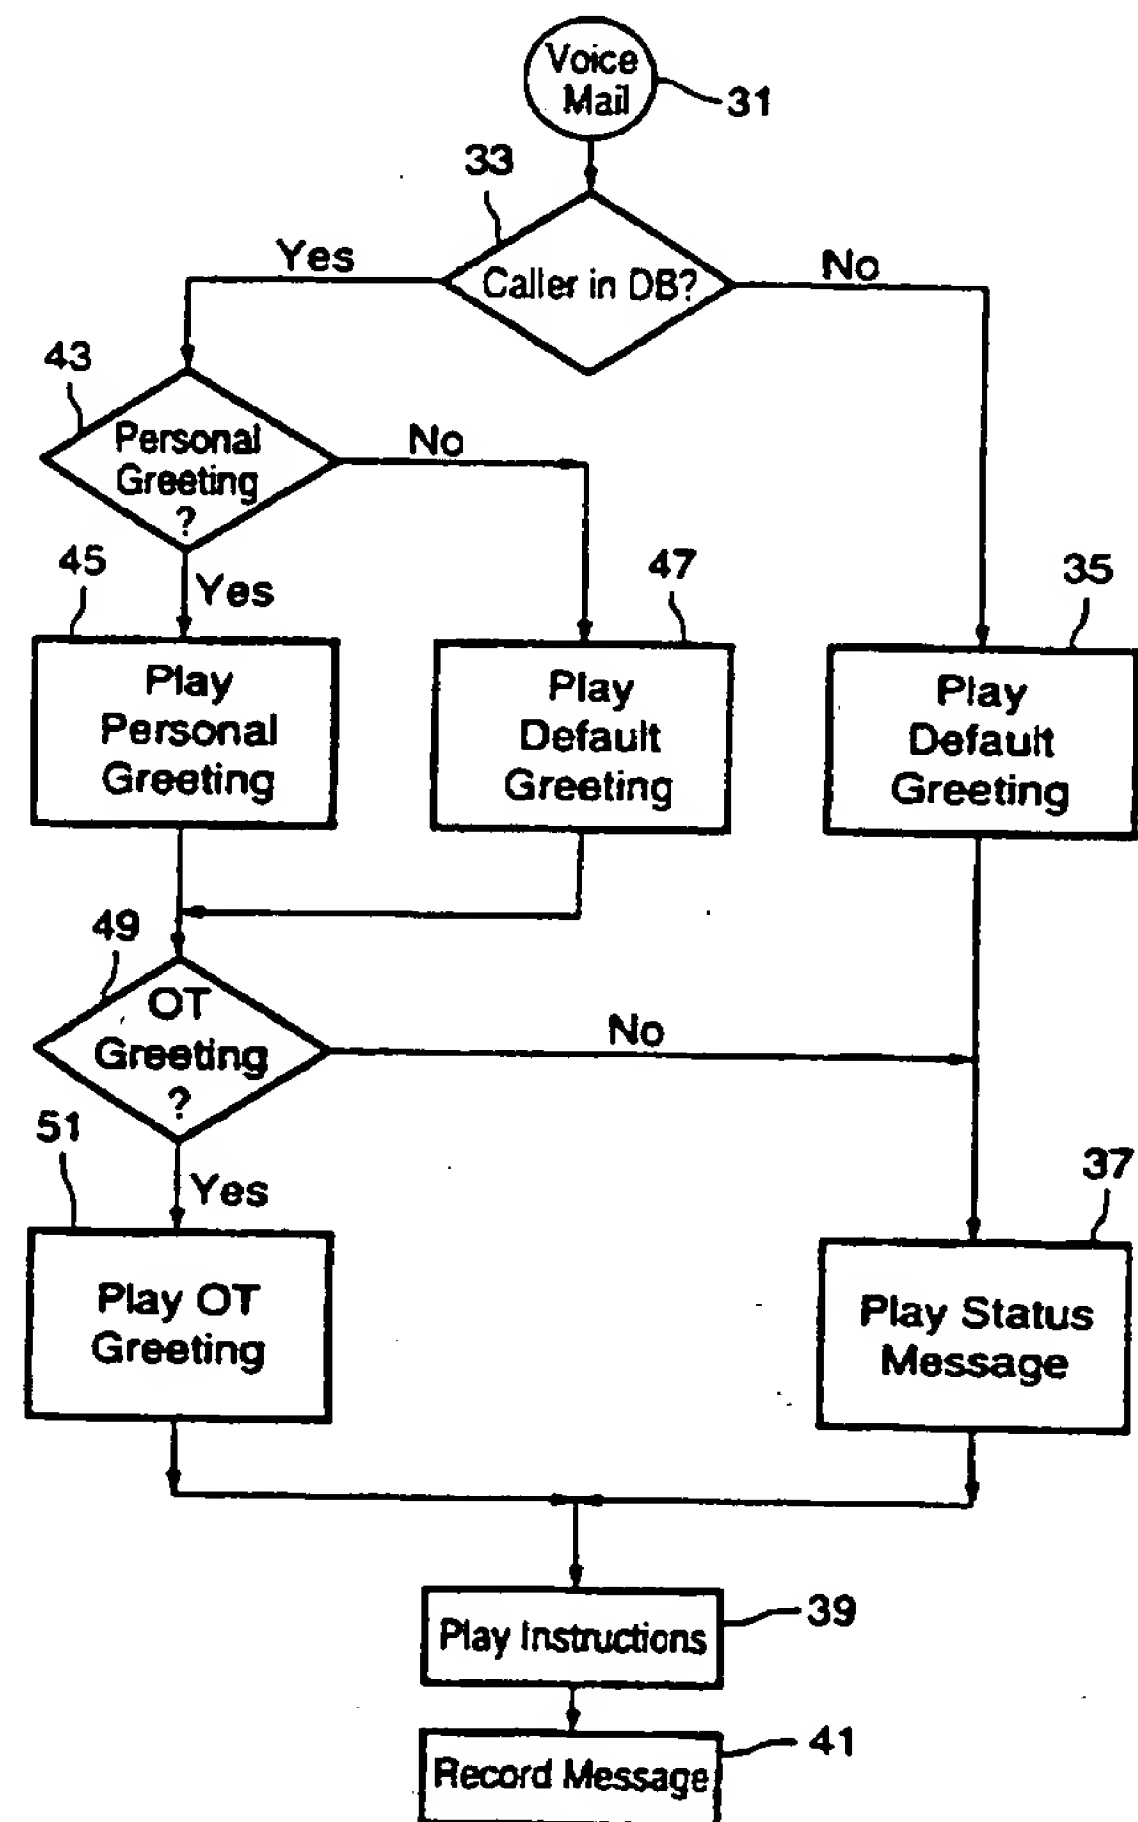 Voice
Mail
31
33
Yes
Caller in DB?
No
43
Personal
Greeting
?
No
45
Yes
47
35
Play
Personal
Greeting
Play
Default
Greeting
Play
Default
Greeting
49
OT
Greeting
?
No
51
Yes
37
Play OT
Greeting
Play Status
Message
Play Instructions
39
Record Message
41